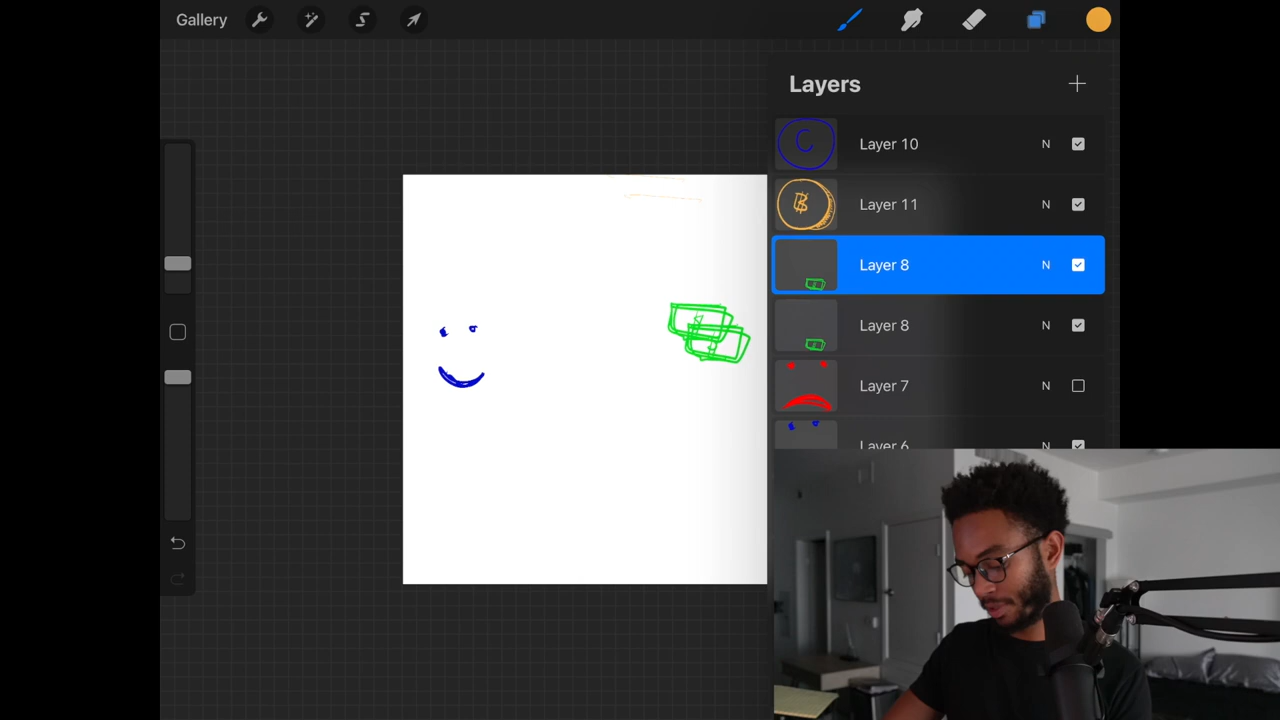 Gallery
Layers
C
Layer 10 N
B
Layer 11 N
Layer 8 N
Layer 8 N
Layer 7 N
Layer 6 N